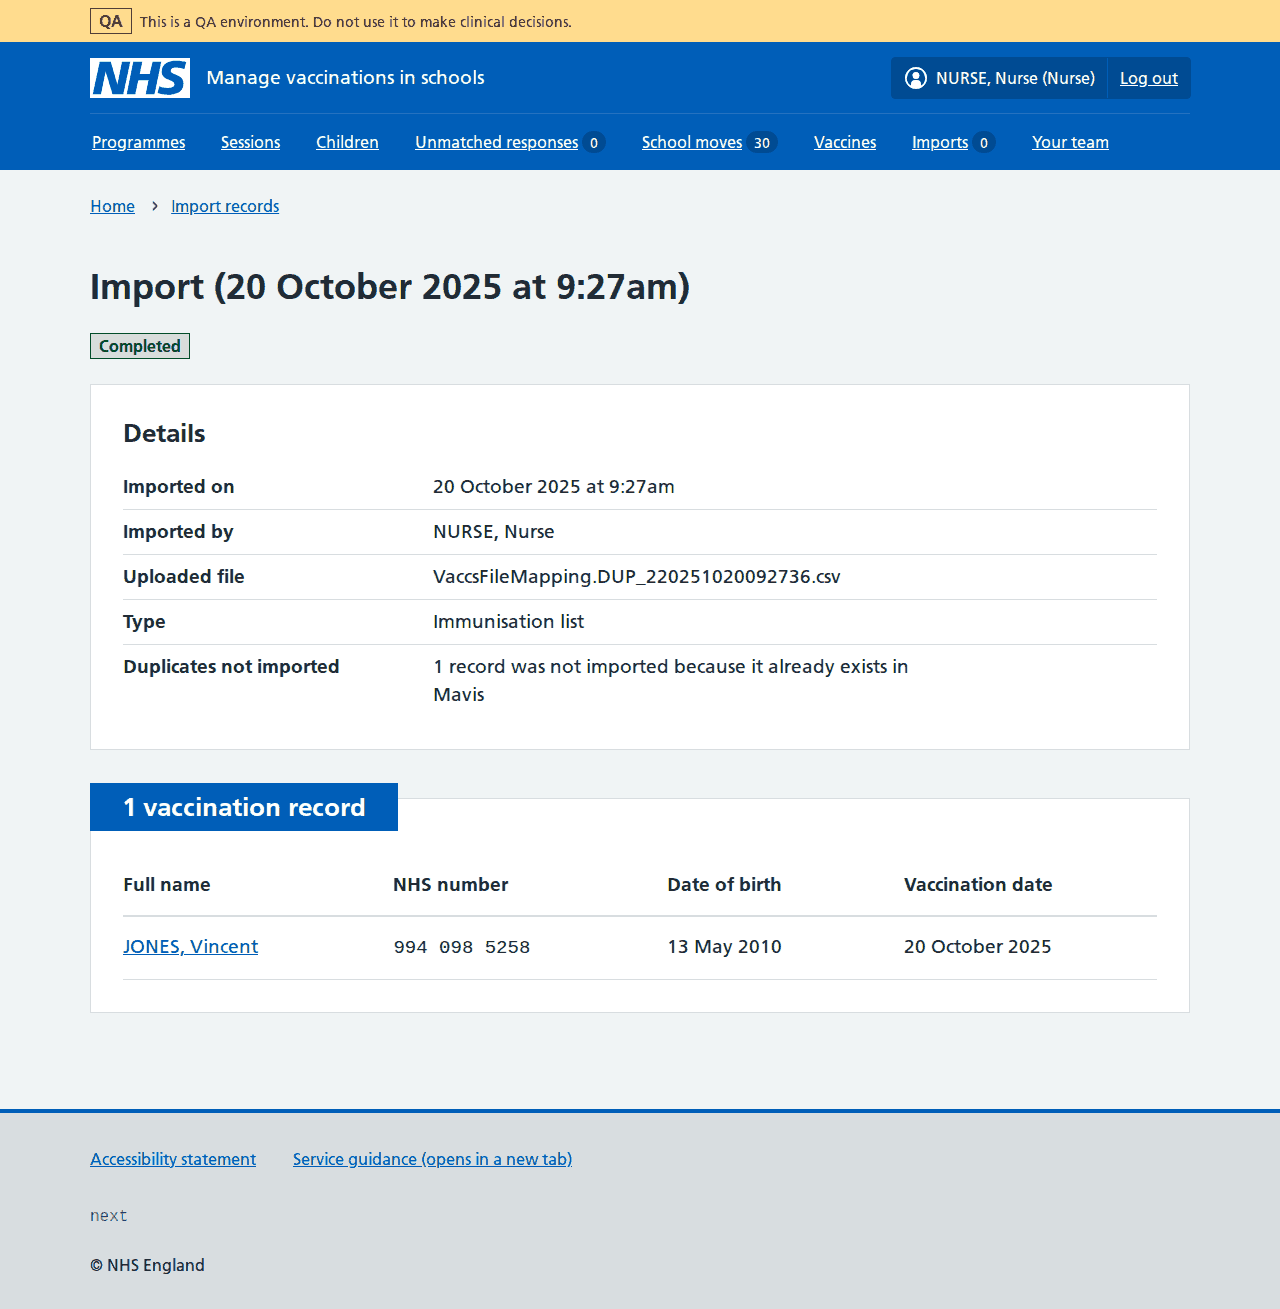 QA This is a QA environment. Do not use it to make clinical decisions.
NHS Manage vaccinations in schools NURSE, Nurse (Nurse) Log out
Programmes Sessions Children Unmatched responses 0 School moves 30 Vaccines Imports 0 Your team
Home Import records
Import (20 October 2025 at 9:27am)
Completed
Details
Imported on 20 October 2025 at 9:27am
Imported by NURSE, Nurse
Uploaded file VaccsFileMapping.DUP_220251020092736.csv
Type Immunisation list
Duplicates not imported 1 record was not imported because it already exists in
Mavis
1 vaccination record
Full name NHS number Date of birth Vaccination date
JONES, Vincent 994 098 5258 13 May 2010 20 October 2025
Accessibility statement Service guidance (opens in a new tab)
next
© NHS England